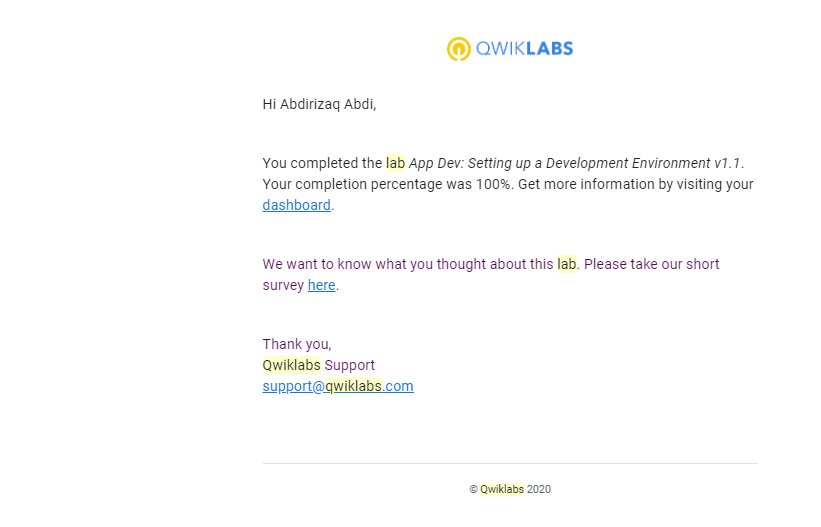 QWIKLABS
Hi Abdirizaq Abdi,
You completed the lab App Dev: Setting up a Development Environment v1.1.
Your completion percentage was 100%. Get more information by visiting your
dashboard.
We want to know what you thought about this lab. Please take our short
survey here.
Thank you,
Qwiklabs Support
support@qwiklabs.com
© Qwiklabs 2020